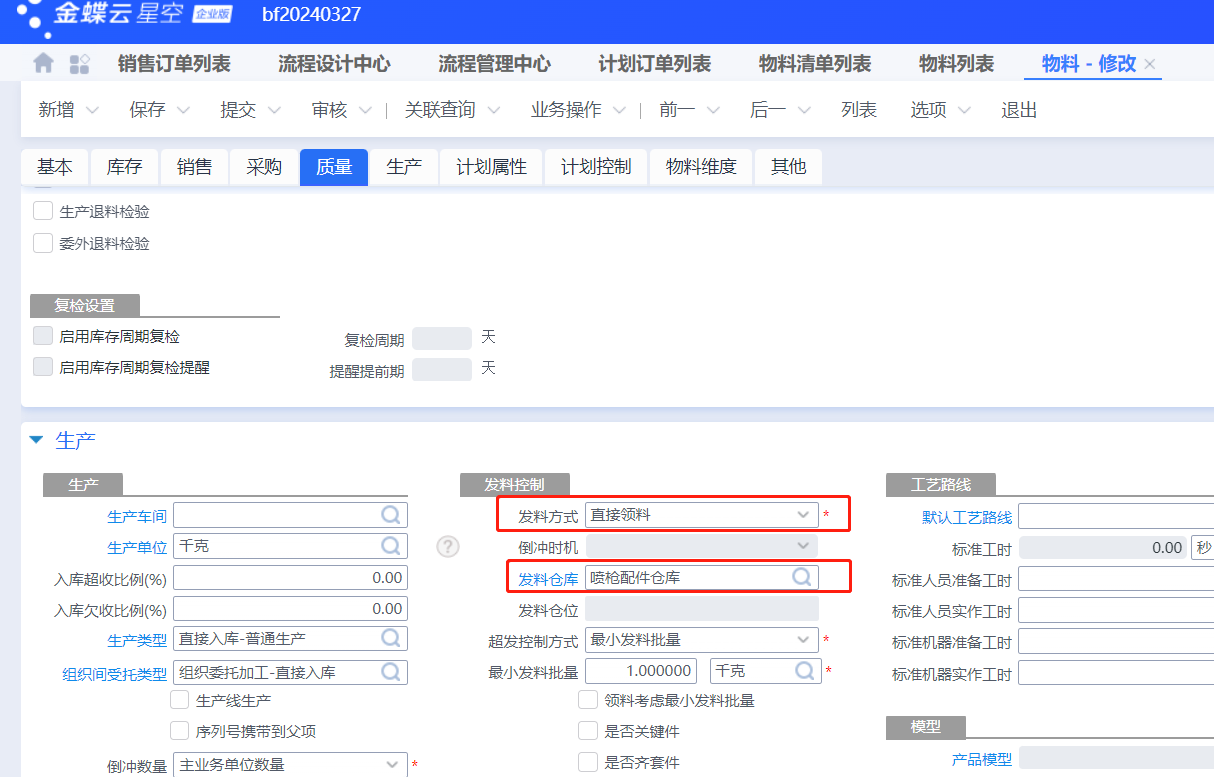 金蝶云 星空 企业版 bf20240327
销售订单列表 流程设计中心 流程管理中心 计划订单列表 物料清单列表 物料列表 物料 - 修改
新增 保存 提交 审核 关联查询 业务操作 前一 后一 列表 选项 退出
基本 库存 销售 采购 质量 生产 计划属性 计划控制 物料维度 其他
生产退料检验
委外退料检验
复检设置
启用库存周期复检 复检周期 天
启用库存周期复检提醒 提醒提前期 天
生产
生产 发料控制 工艺路线
生产车间 发料方式 直接领料 * 默认工艺路线
生产单位 千克 ? 倒冲时机 标准工时 0.00 秒
入库超收比例(%) 0.00 发料仓库 喷枪配件仓库 标准人员准备工时
入库欠收比例(%) 0.00 发料仓位 标准人员实作工时
生产类型 直接入库-普通生产 超发控制方式 最小发料批量 * 标准机器准备工时
组织间受托类型 组织委托加工-直接入库 最小发料批量 1.000000 千克 * 标准机器实作工时
生产线生产 领料考虑最小发料批量
序列号携带到父项 是否关键件 模型
倒冲数量 主业务单位数量 * 是否齐套件 产品模型